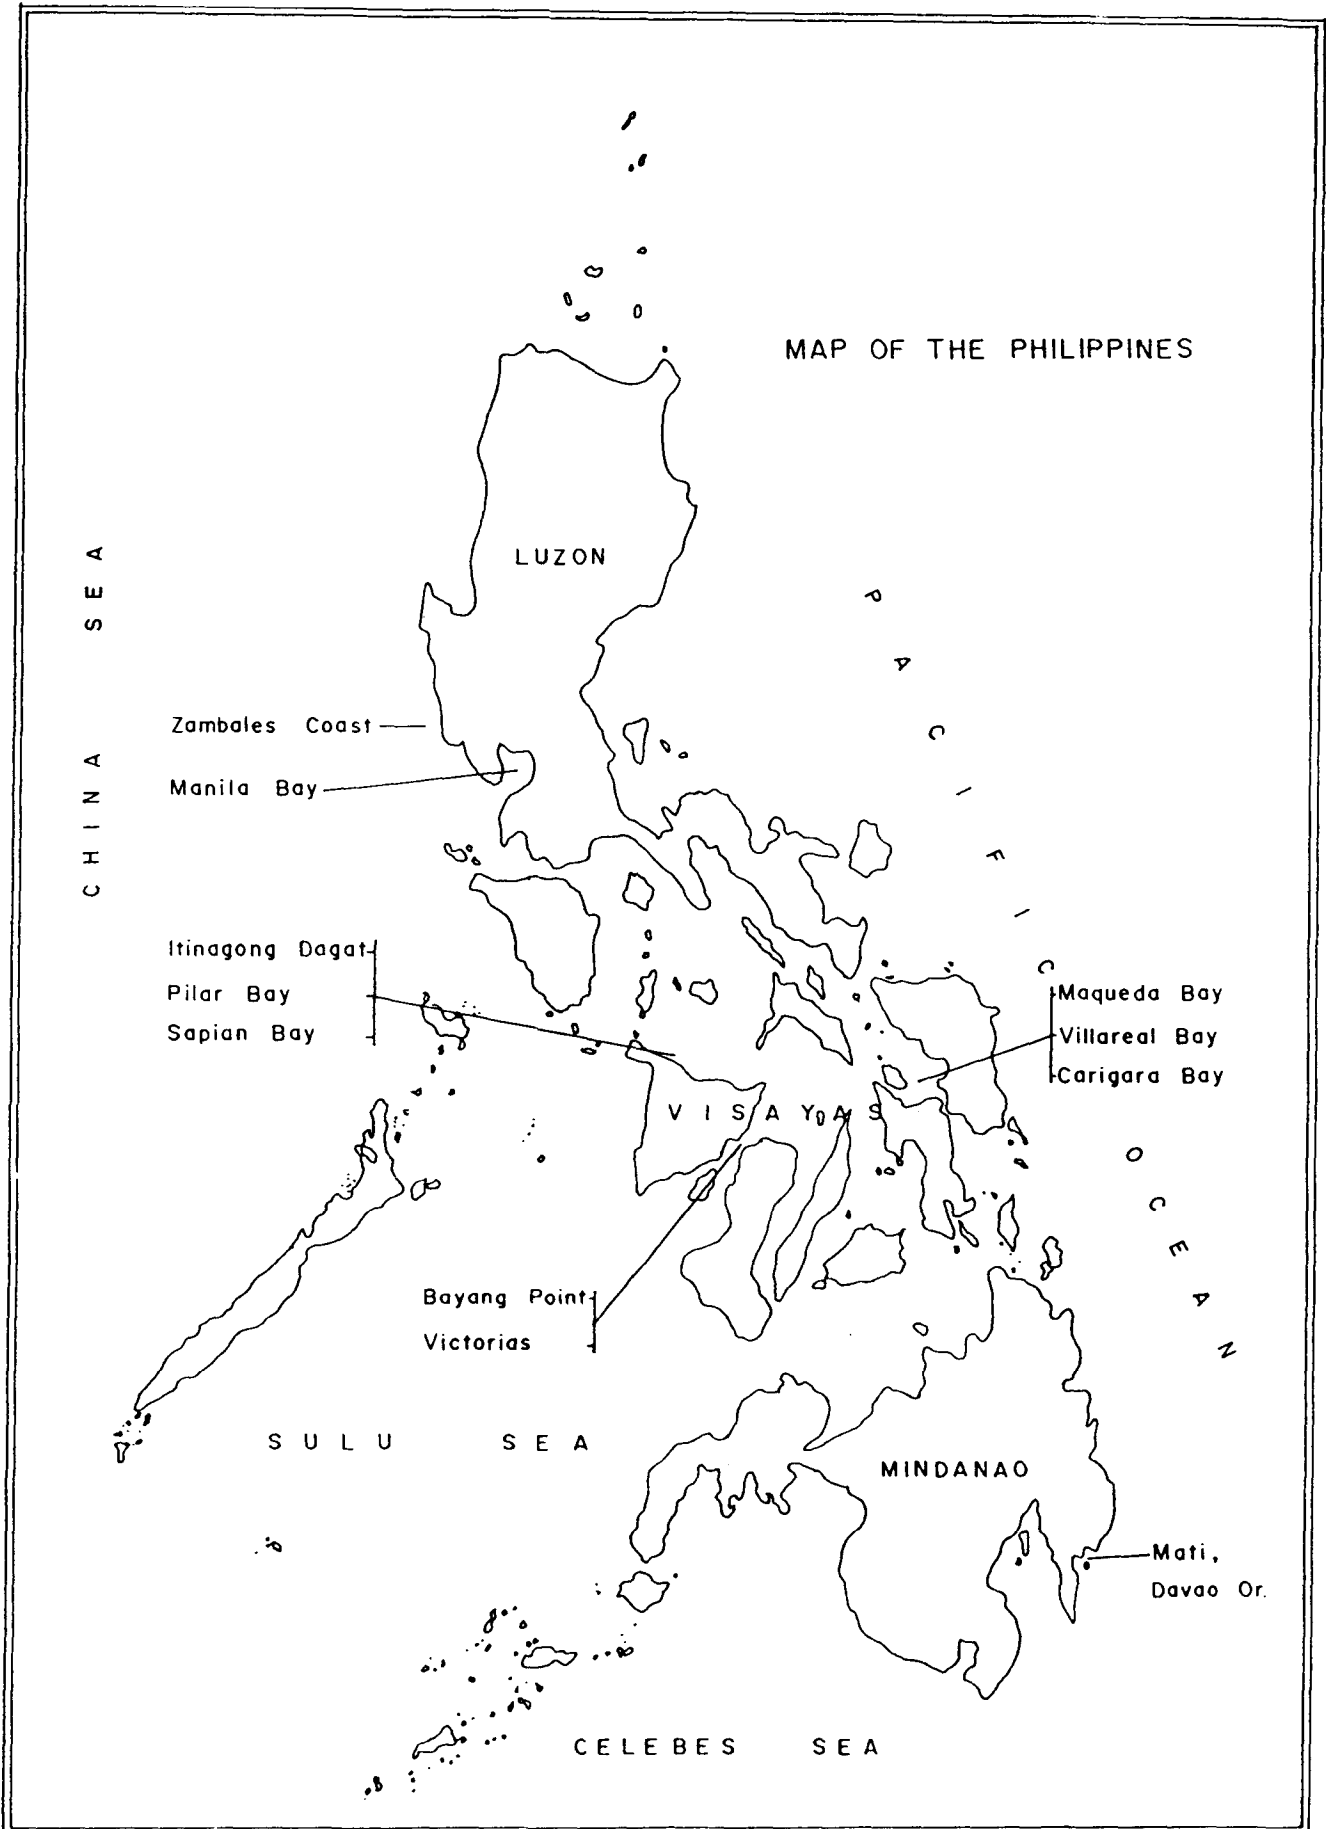 MAP OF THE PHILIPPINES
LUZON
CHINA SEA
PACIFIC OCEAN
Zambales Coast
Manila Bay
Itinagong Dagat
Pilar Bay
Sapian Bay
Maqueda Bay
Villareal Bay
Carigara Bay
VISAYAS
Bayang Point
Victorias
SULU SEA
MINDANAO
Mati,
Davao Or.
CELEBES SEA